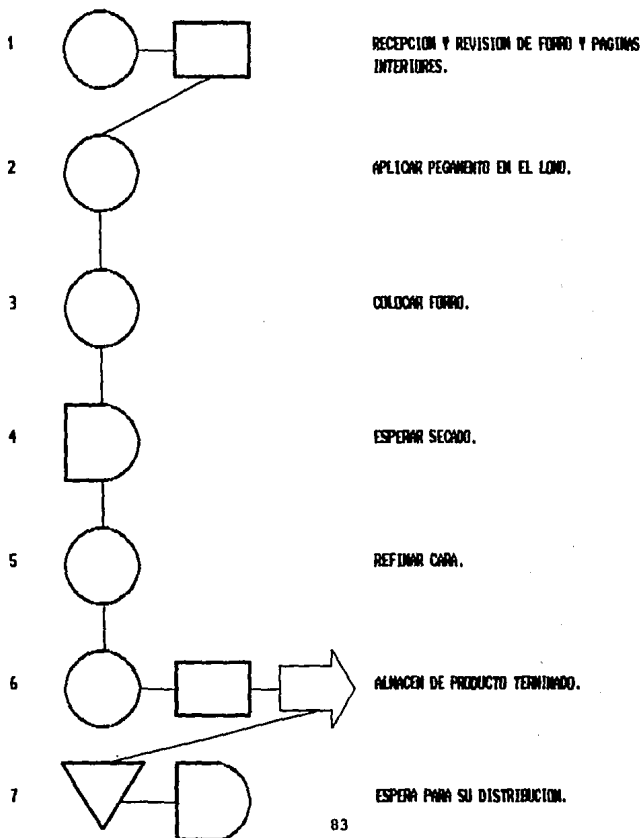 1 RECEPCION Y REVISION DE FORRO Y PAGINAS
INTERIORES.
2 APLICAR PEGAMENTO EN EL LOMO.
3 COLOCAR FORRO.
4 ESPERAR SECADO.
5 REFINAR CARA.
6 ALMACEN DE PRODUCTO TERMINADO.
7 ESPERA PARA SU DISTRIBUCION.
83